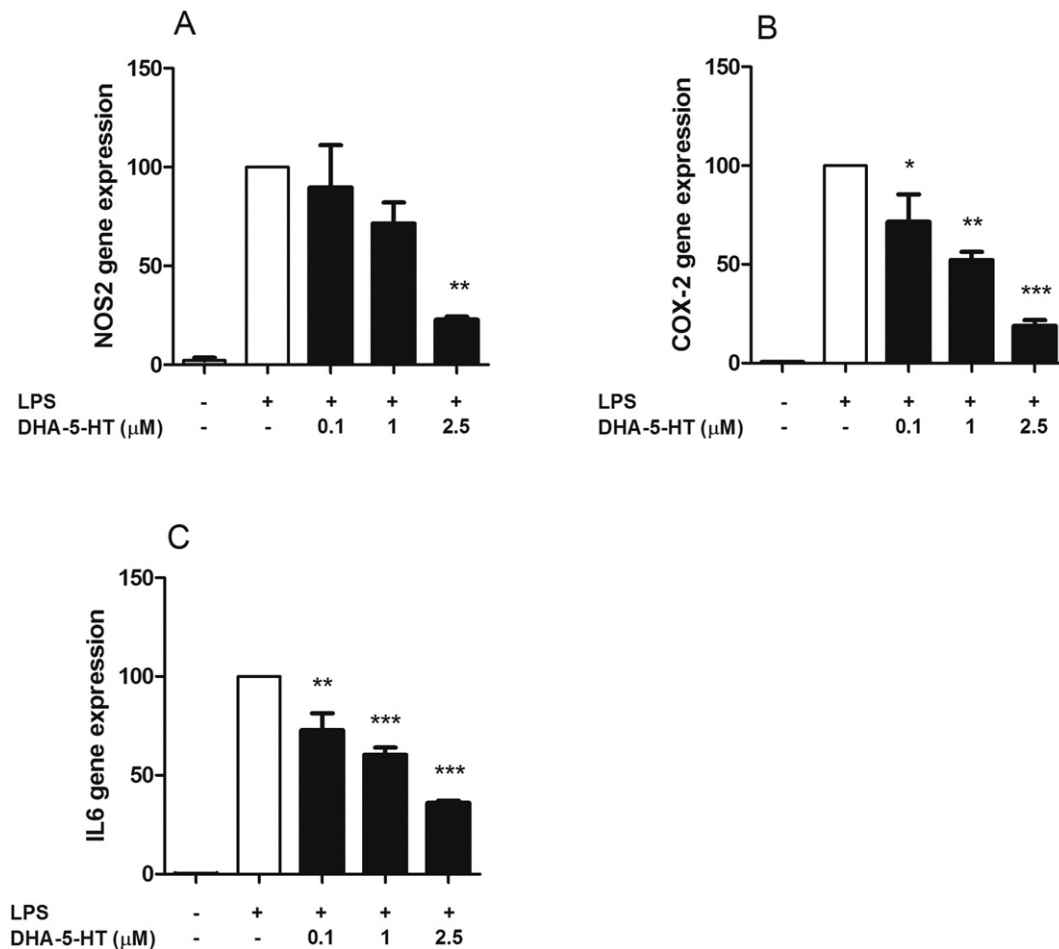 A
NOS2 gene expression
150
100
50
0
**
LPS - + + + +
DHA-5-HT (μM) - - 0.1 1 2.5
B
COX-2 gene expression
150
100
50
0
*
**
***
LPS - + + + +
DHA-5-HT (μM) - - 0.1 1 2.5
C
IL6 gene expression
150
100
50
0
**
***
***
LPS - + + + +
DHA-5-HT (μM) - - 0.1 1 2.5